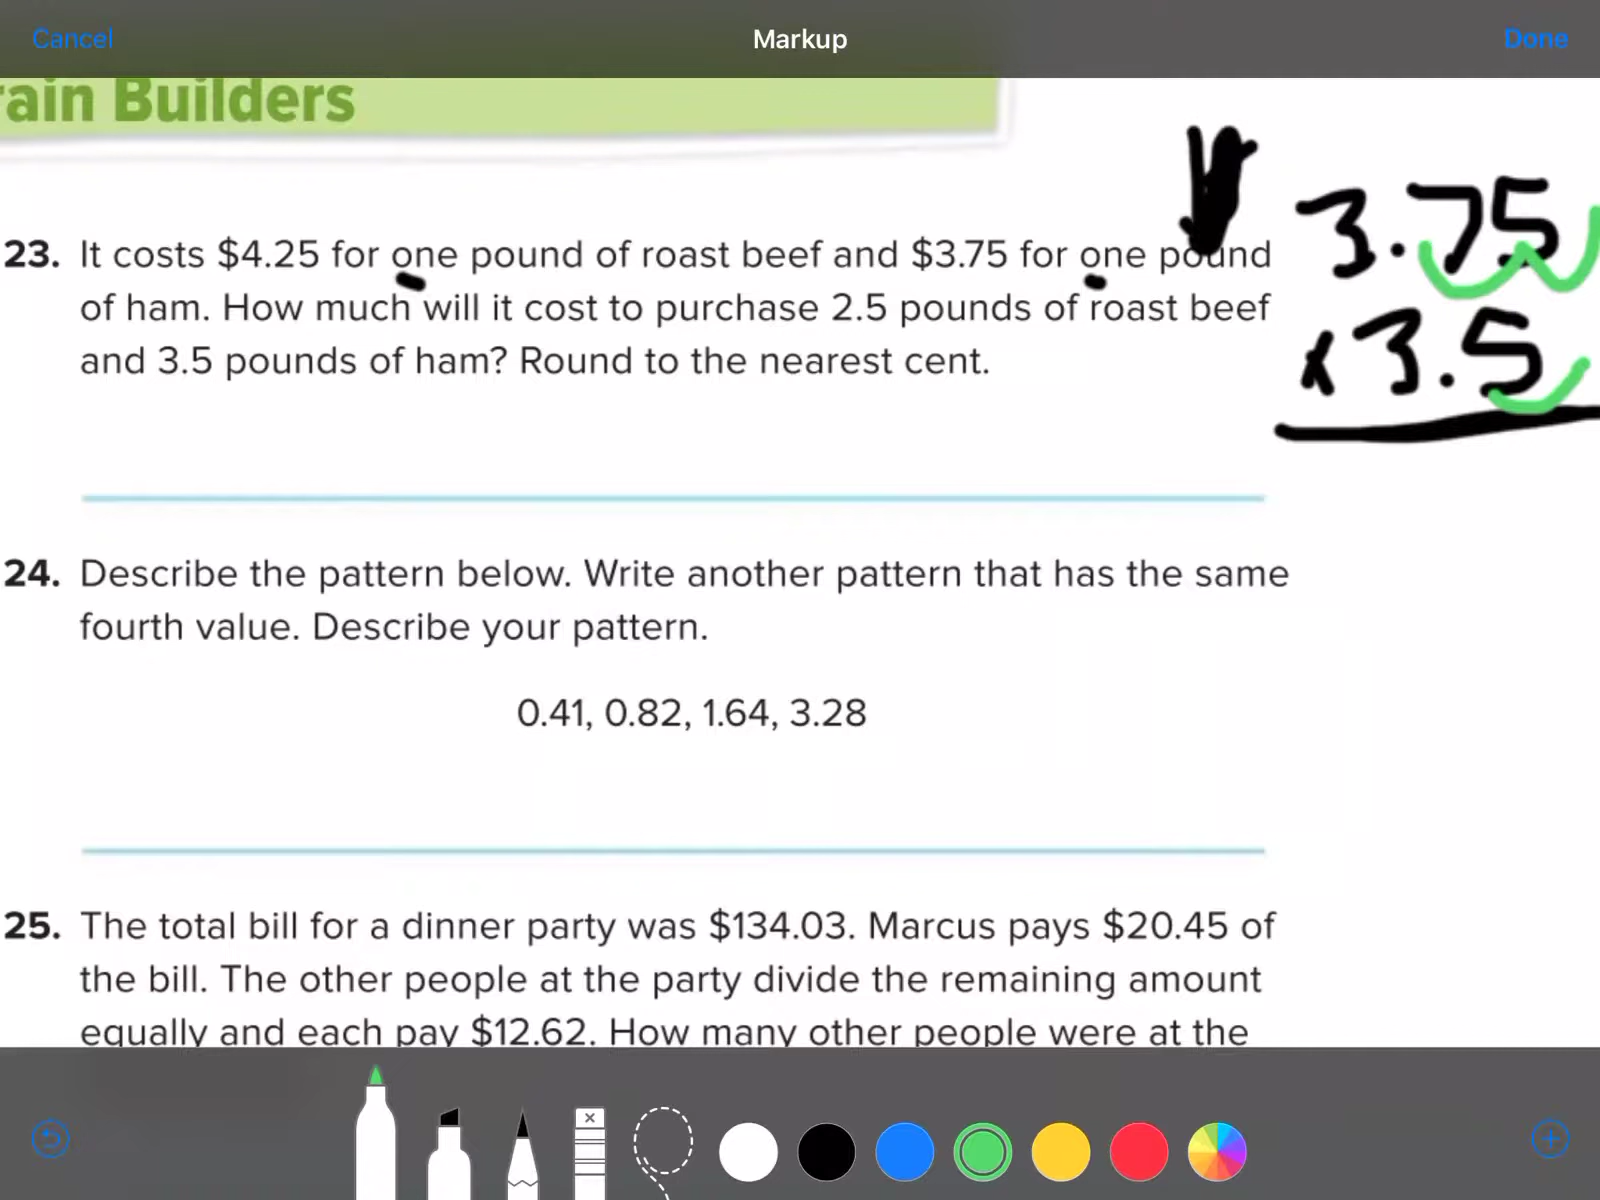 Cancel
Markup
Done
rain Builders
3.75
x 3.5
23. It costs $4.25 for one pound of roast beef and $3.75 for one pound
of ham. How much will it cost to purchase 2.5 pounds of roast beef
and 3.5 pounds of ham? Round to the nearest cent.
24. Describe the pattern below. Write another pattern that has the same
fourth value. Describe your pattern.
0.41, 0.82, 1.64, 3.28
25. The total bill for a dinner party was $134.03. Marcus pays $20.45 of
the bill. The other people at the party divide the remaining amount
equally and each pay $12.62. How many other people were at the